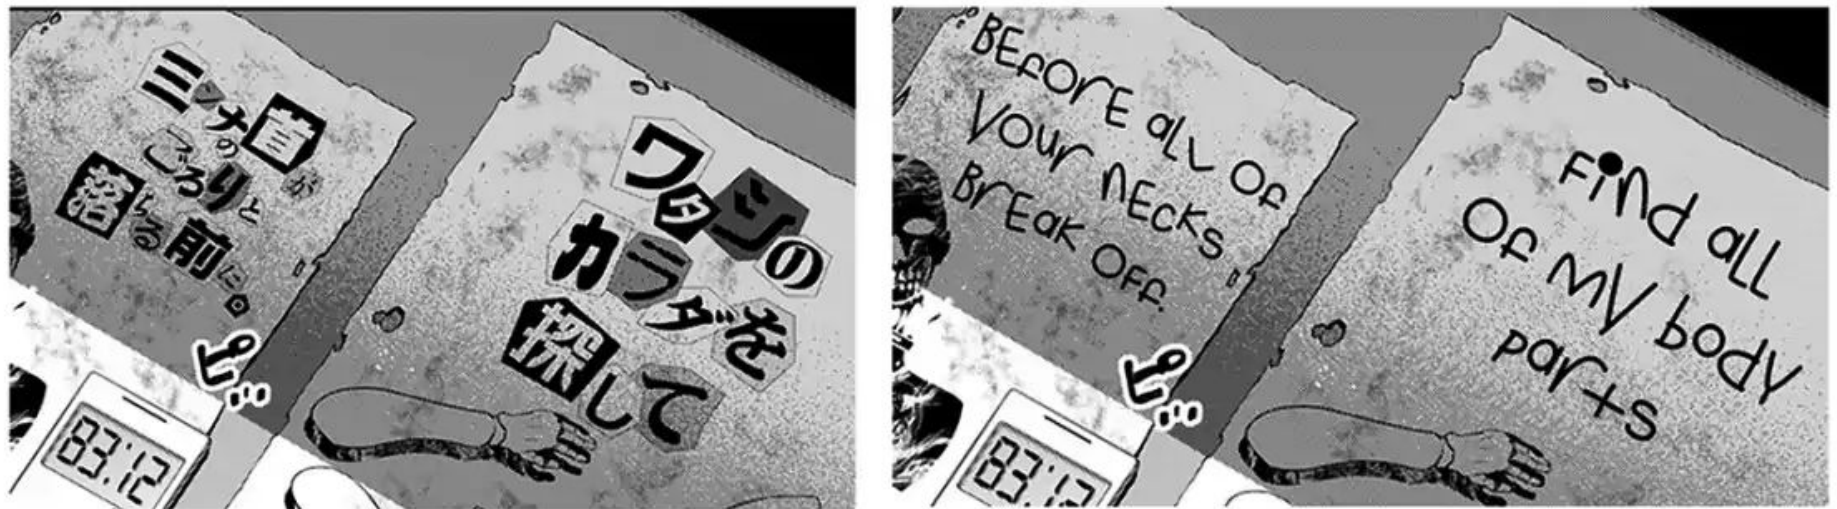 ミンナの首が
ごろりと
落ちる前に。
ワタシの
カラダを
探して
ピッ
83:12
BEForE all OF
your nEcks
BrEak OFF.
Find all
OF my body
parts
ピッ
83:12